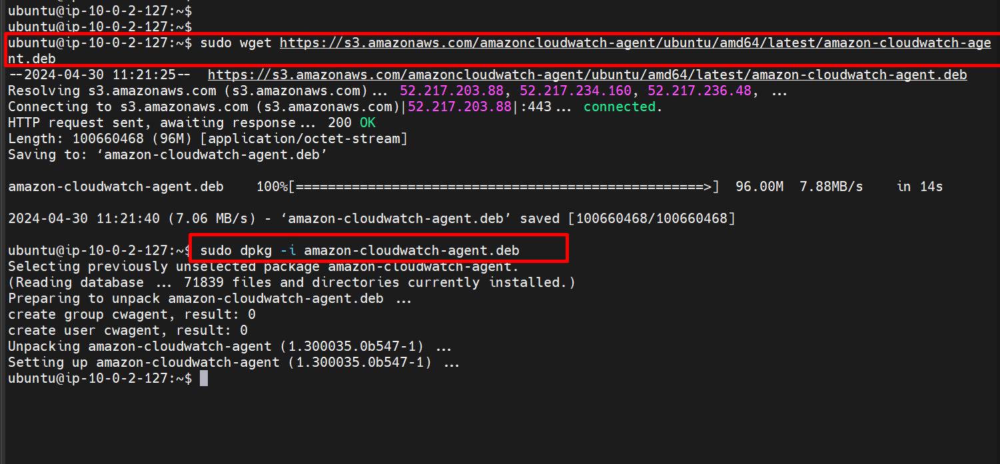 ubuntu@ip-10-0-2-127:~$
ubuntu@ip-10-0-2-127:~$
ubuntu@ip-10-0-2-127:~$ sudo wget https://s3.amazonaws.com/amazoncloudwatch-agent/ubuntu/amd64/latest/amazon-cloudwatch-age
nt.deb
--2024-04-30 11:21:25--  https://s3.amazonaws.com/amazoncloudwatch-agent/ubuntu/amd64/latest/amazon-cloudwatch-agent.deb
Resolving s3.amazonaws.com (s3.amazonaws.com)... 52.217.203.88, 52.217.234.160, 52.217.236.48, ...
Connecting to s3.amazonaws.com (s3.amazonaws.com)|52.217.203.88|:443... connected.
HTTP request sent, awaiting response... 200 OK
Length: 100660468 (96M) [application/octet-stream]
Saving to: ‘amazon-cloudwatch-agent.deb’
amazon-cloudwatch-agent.deb    100%[===================================================>]  96.00M  7.88MB/s    in 14s
2024-04-30 11:21:40 (7.06 MB/s) - ‘amazon-cloudwatch-agent.deb’ saved [100660468/100660468]
ubuntu@ip-10-0-2-127:~$ sudo dpkg -i amazon-cloudwatch-agent.deb
Selecting previously unselected package amazon-cloudwatch-agent.
(Reading database ... 71839 files and directories currently installed.)
Preparing to unpack amazon-cloudwatch-agent.deb ...
create group cwagent, result: 0
create user cwagent, result: 0
Unpacking amazon-cloudwatch-agent (1.300035.0b547-1) ...
Setting up amazon-cloudwatch-agent (1.300035.0b547-1) ...
ubuntu@ip-10-0-2-127:~$